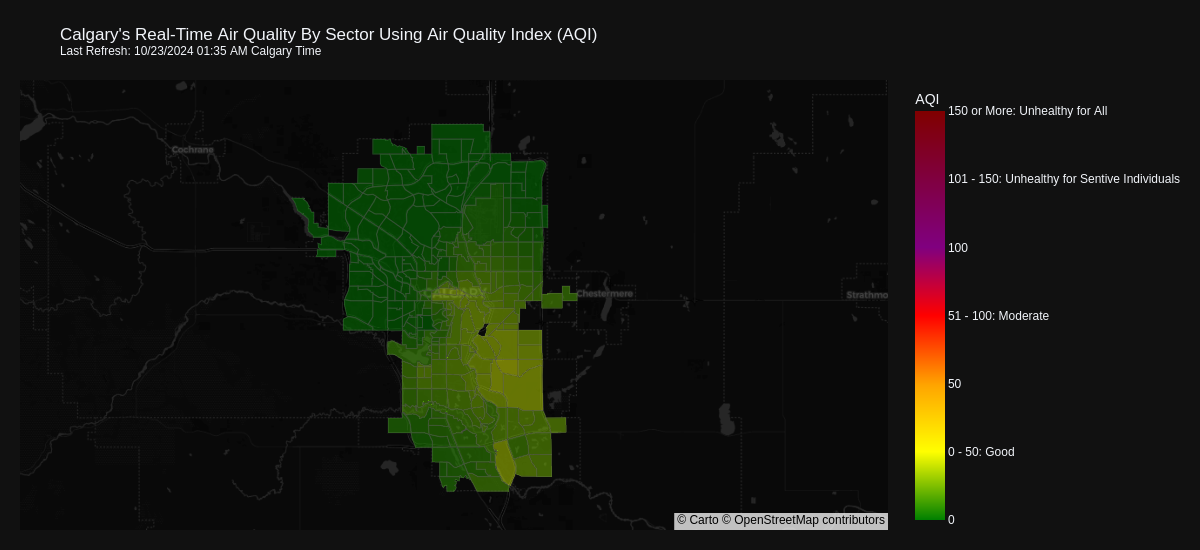 Calgary's Real-Time Air Quality By Sector Using Air Quality Index (AQI)
Last Refresh: 10/23/2024 01:35 AM Calgary Time
AQI
150 or More: Unhealthy for All
Cochrane
101 - 150: Unhealthy for Sentive Individuals
100
CALGARY
Chestermere
Strathmo
51 - 100: Moderate
50
0 - 50: Good
0
© Carto © OpenStreetMap contributors